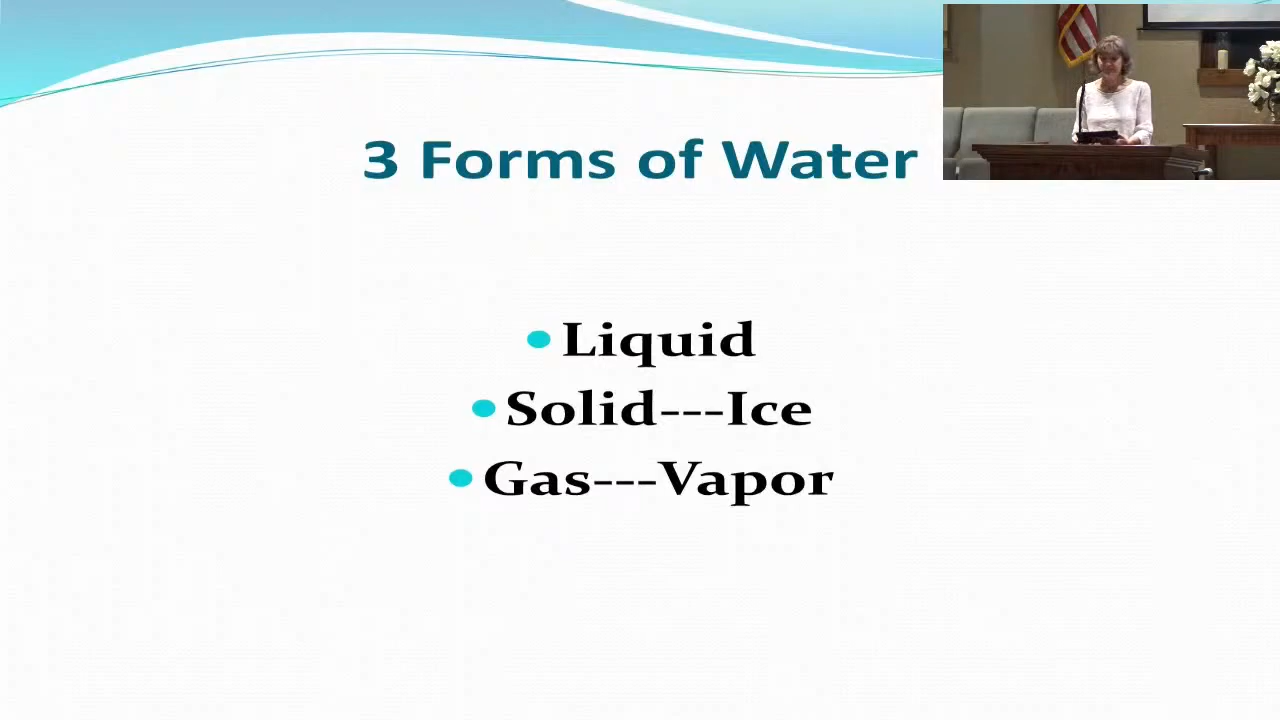 3 Forms of Water
Liquid
Solid---Ice
Gas---Vapor